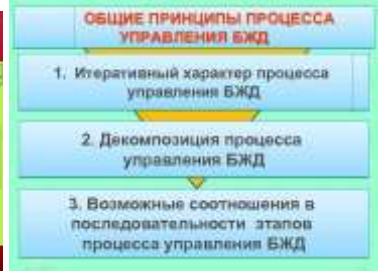 ОБЩИЕ ПРИНЦИПЫ ПРОЦЕССА
УПРАВЛЕНИЯ БЖД
1. Итеративный характер процесса
управления БЖД
2. Декомпозиция процесса
управления БЖД
3. Возможные соотношения в
последовательности этапов
процесса управления БЖД